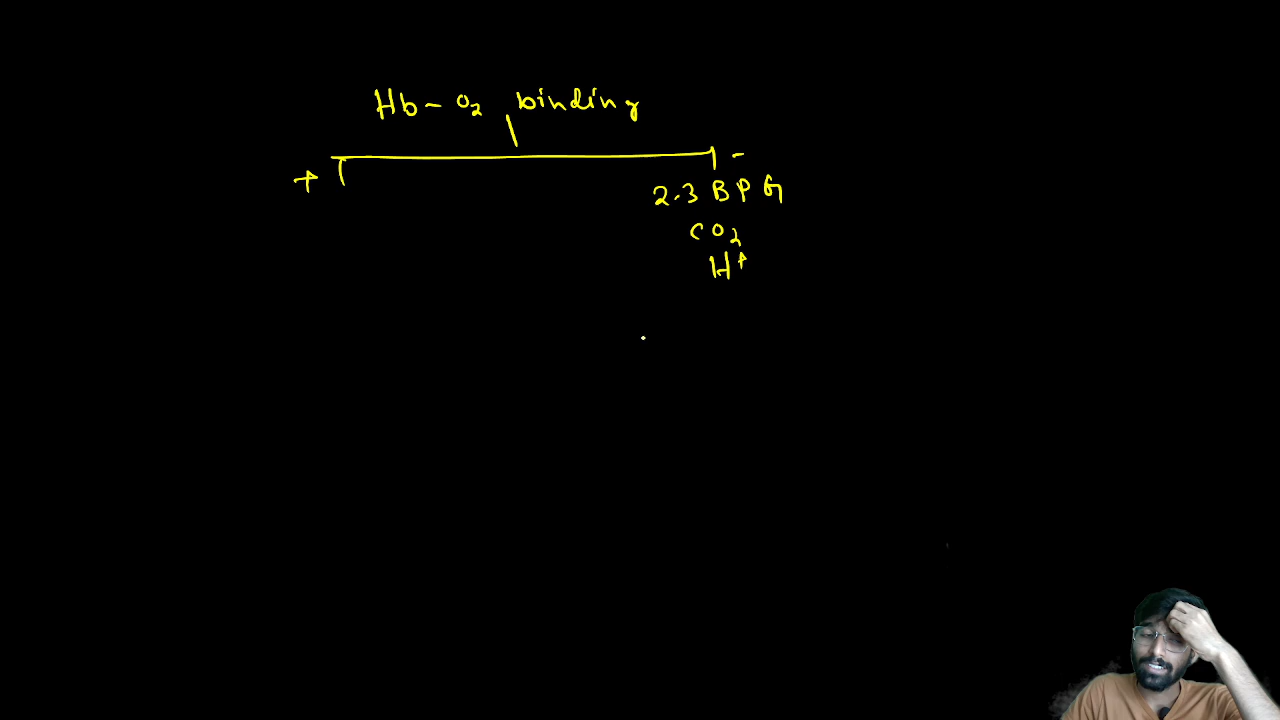 Hb - O₂ binding
+ -
2.3 BPG
CO₂
H⁺